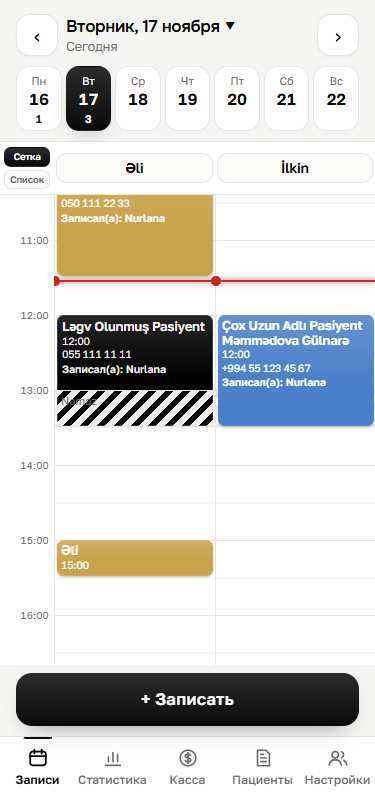 ‹
Вторник, 17 ноября ▼
Сегодня
›
Пн
16
1
Вт
17
3
Ср
18
Чт
19
Пт
20
Сб
21
Вс
22
Сетка
Список
Əli
İlkin
050 111 22 33
Записал(а): Nurlana
11:00
12:00
Ləğv Olunmuş Pasiyent
12:00
055 111 11 11
Записал(а): Nurlana
Çox Uzun Adlı Pasiyent
Məmmədova Gülnarə
12:00
+994 55 123 45 67
Записал(а): Nurlana
13:00
14:00
15:00
Əli
15:00
16:00
+ Записать
Записи
Статистика
Касса
Пациенты
Настройки